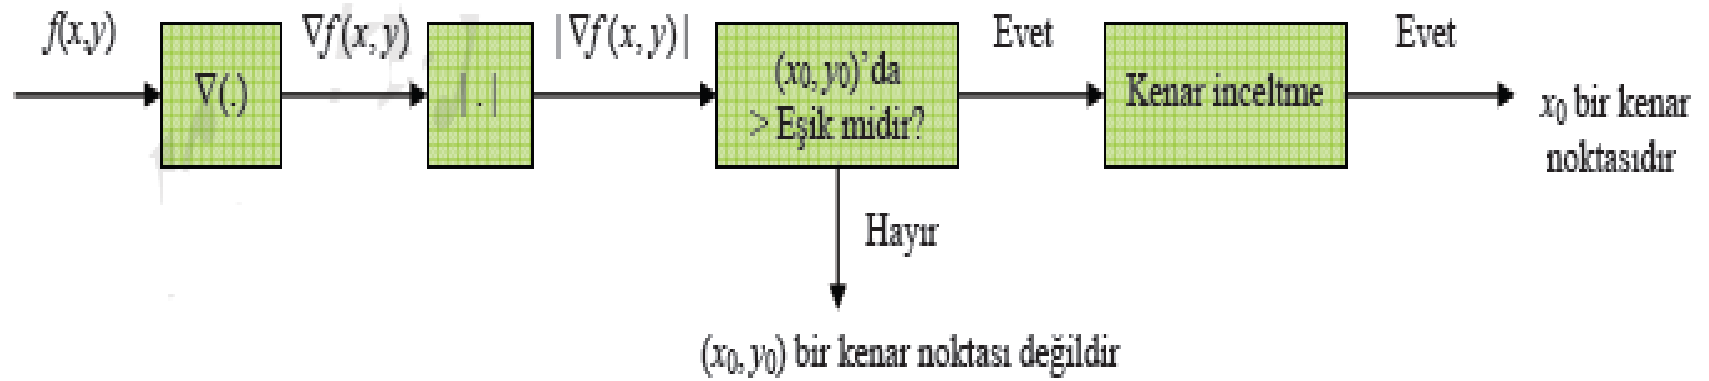 f(x,y)
∇f(x, y)
|∇f(x, y)|
Evet
Evet
∇(.)
| . |
(x₀, y₀)'da
> Eşik midir?
Kenar inceltme
x₀ bir kenar
noktasıdır
Hayır
(x₀, y₀) bir kenar noktası değildir